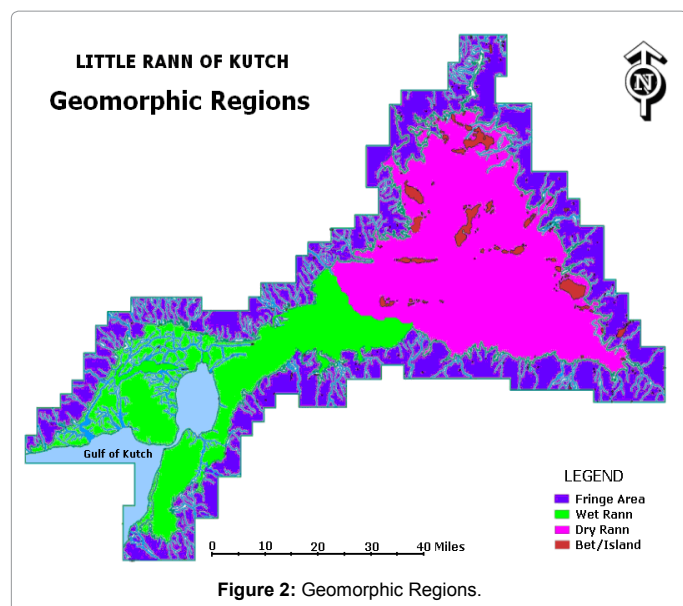 LITTLE RANN OF KUTCH
Geomorphic Regions
N
Gulf of Kutch
LEGEND
Fringe Area
Wet Rann
Dry Rann
Bet/Island
0 10 20 30 40 Miles
Figure 2: Geomorphic Regions.